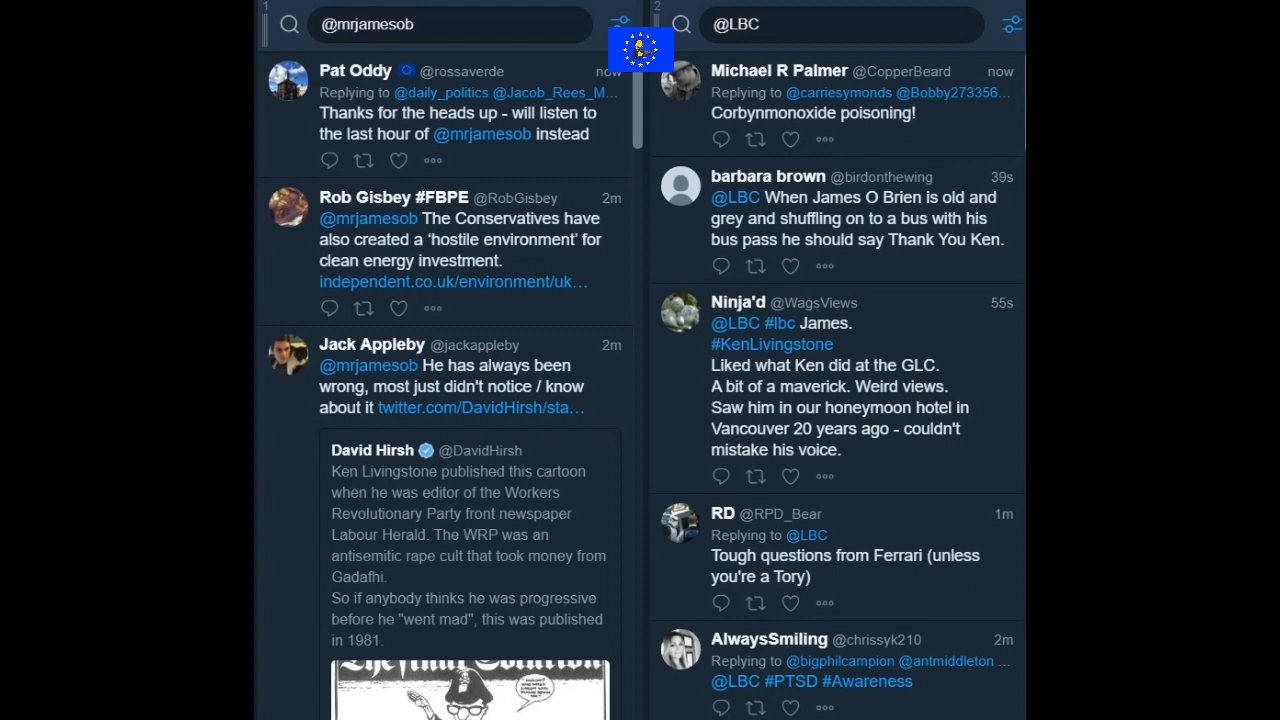 1
@mrjamesob
Pat Oddy @rossaverde now
Replying to @daily_politics @Jacob_Rees_M...
Thanks for the heads up - will listen to
the last hour of @mrjamesob instead
Rob Gisbey #FBPE @RobGisbey 2m
@mrjamesob The Conservatives have
also created a ‘hostile environment’ for
clean energy investment.
independent.co.uk/environment/uk…
Jack Appleby @jackappleby 2m
@mrjamesob He has always been
wrong, most just didn't notice / know
about it twitter.com/DavidHirsh/sta…
David Hirsh @DavidHirsh
Ken Livingstone published this cartoon
when he was editor of the Workers
Revolutionary Party front newspaper
Labour Herald. The WRP was an
antisemitic rape cult that took money from
Gadafhi.
So if anybody thinks he was progressive
before he "went mad", this was published
in 1981.
The Final Solution
2
@LBC
Michael R Palmer @CopperBeard now
Replying to @carriesymonds @Bobby273356...
Corbynmonoxide poisoning!
barbara brown @birdonthewing 39s
@LBC When James O Brien is old and
grey and shuffling on to a bus with his
bus pass he should say Thank You Ken.
Ninja'd @WagsViews 55s
@LBC #lbc James.
#KenLivingstone
Liked what Ken did at the GLC.
A bit of a maverick. Weird views.
Saw him in our honeymoon hotel in
Vancouver 20 years ago - couldn't
mistake his voice.
RD @RPD_Bear 1m
Replying to @LBC
Tough questions from Ferrari (unless
you're a Tory)
AlwaysSmiling @chrissyk210 2m
Replying to @bigphilcampion @antmiddleton ...
@LBC #PTSD #Awareness